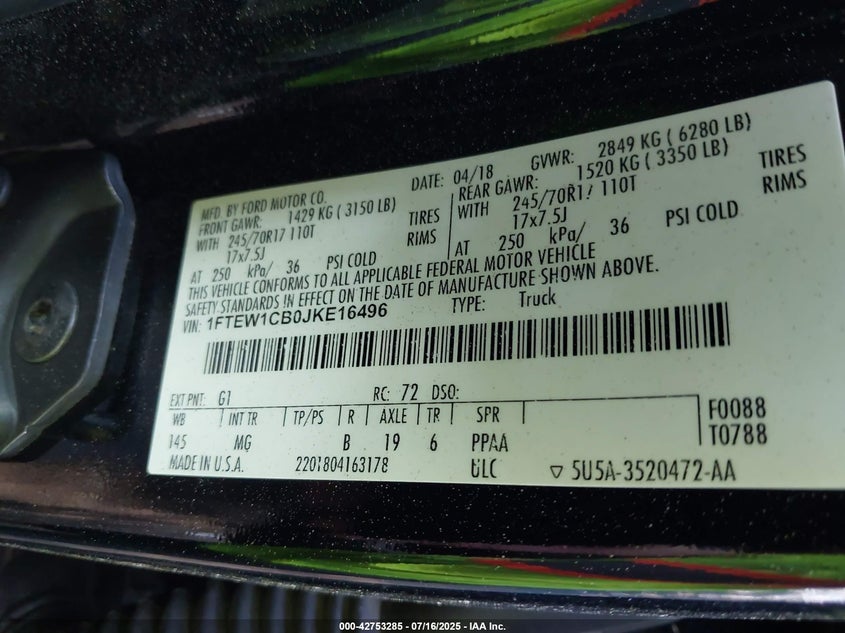 MFD. BY FORD MOTOR CO.
DATE: 04/18 GVWR: 2849 KG ( 6280 LB)
FRONT GAWR: 1429 KG ( 3150 LB)
REAR GAWR: 1520 KG ( 3350 LB)
WITH 245/70R17 110T TIRES
WITH 245/70R17 110T TIRES
17x7.5J RIMS
17x7.5J RIMS
AT 250 kPa/ 36 PSI COLD
AT 250 kPa/ 36 PSI COLD
THIS VEHICLE CONFORMS TO ALL APPLICABLE FEDERAL MOTOR VEHICLE
SAFETY STANDARDS IN EFFECT ON THE DATE OF MANUFACTURE SHOWN ABOVE.
VIN: 1FTEW1CB0JKE16496 TYPE: Truck
EXT PNT: G1 RC: 72 DSO:
WB INT TR TP/PS R AXLE TR SPR
F0088
145 MG B 19 6 PPAA
T0788
MADE IN U.S.A. 2201804163178 ULC ▽ 5U5A-3520472-AA
000-42753285 - 07/16/2025 - IAA Inc.